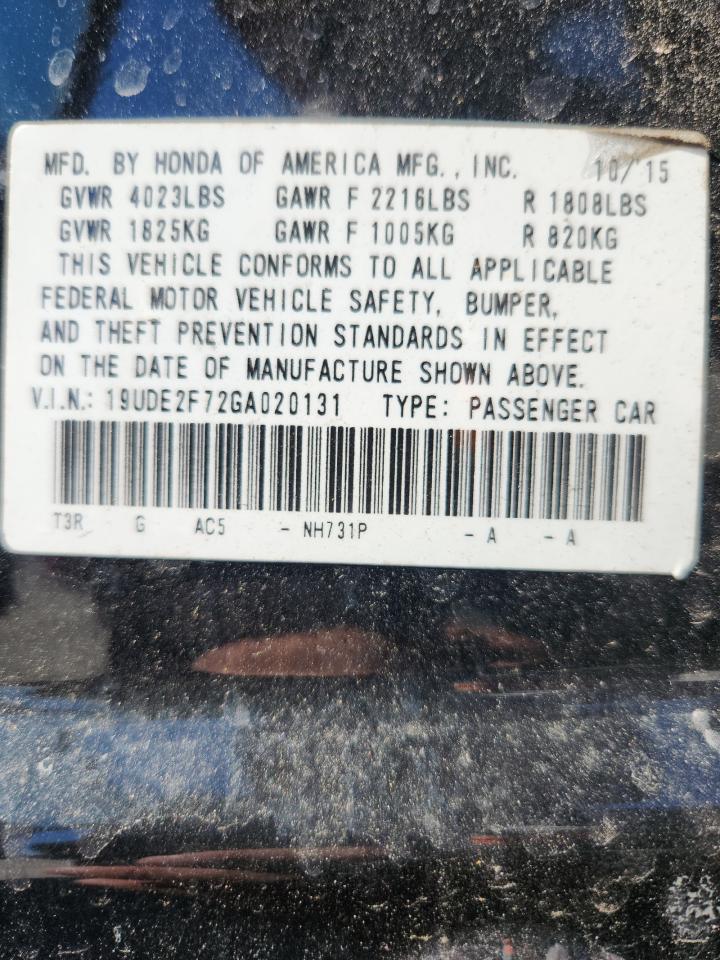 MFD. BY HONDA OF AMERICA MFG., INC. 10/15
GVWR 4023LBS GAWR F 2216LBS R 1808LBS
GVWR 1825KG GAWR F 1005KG R 820KG
THIS VEHICLE CONFORMS TO ALL APPLICABLE
FEDERAL MOTOR VEHICLE SAFETY, BUMPER,
AND THEFT PREVENTION STANDARDS IN EFFECT
ON THE DATE OF MANUFACTURE SHOWN ABOVE.
V.I.N.: 19UDE2F72GA020131 TYPE: PASSENGER CAR
T3R G AC5 - NH731P - A - A